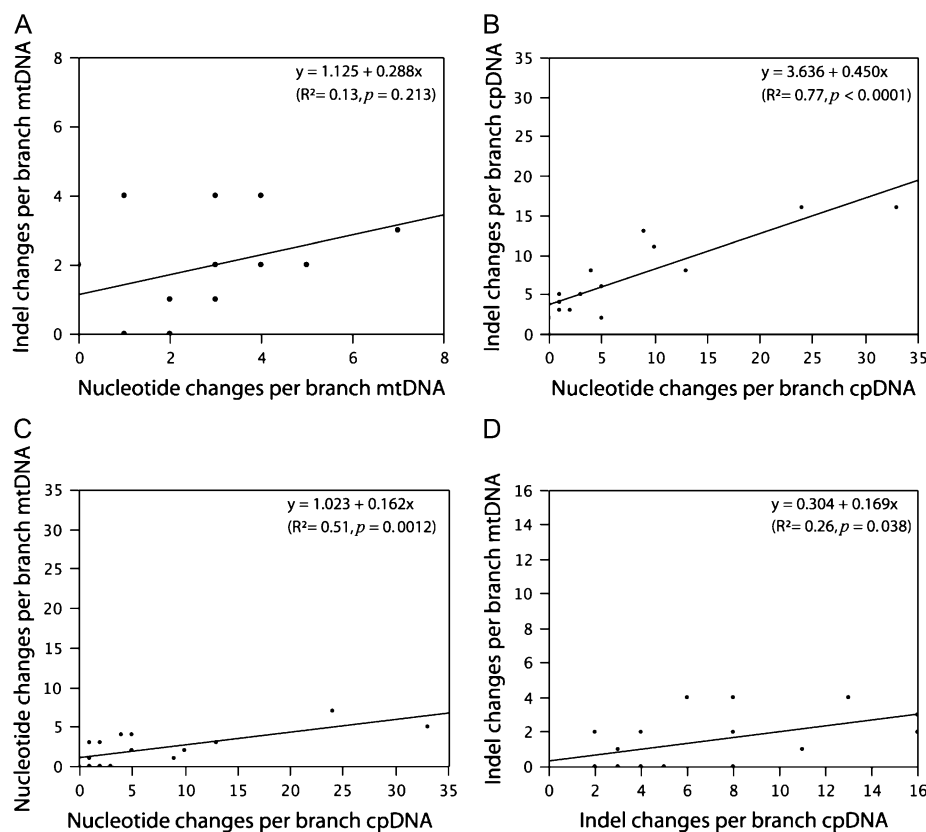 A
Indel changes per branch mtDNA
y = 1.125 + 0.288x
(R²= 0.13, p = 0.213)
8
6
4
2
0
0 2 4 6 8
Nucleotide changes per branch mtDNA
B
Indel changes per branch cpDNA
y = 3.636 + 0.450x
(R²= 0.77, p < 0.0001)
35
30
25
20
15
10
5
0
0 5 10 15 20 25 30 35
Nucleotide changes per branch cpDNA
C
Nucleotide changes per branch mtDNA
y = 1.023 + 0.162x
(R²= 0.51, p = 0.0012)
35
30
25
20
15
10
5
0
0 5 10 15 20 25 30 35
Nucleotide changes per branch cpDNA
D
Indel changes per branch mtDNA
y = 0.304 + 0.169x
(R²= 0.26, p = 0.038)
16
14
12
10
8
6
4
2
0
0 2 4 6 8 10 12 14 16
Indel changes per branch cpDNA